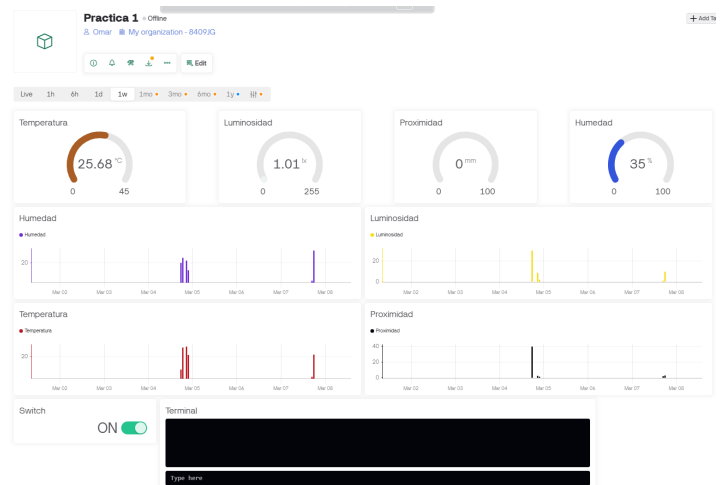 Practica 1 Offline
+ Add Ta
Omar My organization - 8409JG
Edit
Live 1h 6h 1d 1w 1mo 3mo 6mo 1y
Temperatura Luminosidad Proximidad Humedad
25.68 °C 1.01 lx 0 mm 35 %
0 45 0 255 0 100 0 100
Humedad
Humedad
20
Mar 02 Mar 03 Mar 04 Mar 05 Mar 06 Mar 07 Mar 08
Luminosidad
Luminosidad
20
0
Mar 02 Mar 03 Mar 04 Mar 05 Mar 06 Mar 07 Mar 08
Temperatura
Temperatura
20
Mar 02 Mar 03 Mar 04 Mar 05 Mar 06 Mar 07 Mar 08
Proximidad
Proximidad
40
20
0
Mar 02 Mar 03 Mar 04 Mar 05 Mar 06 Mar 07 Mar 08
Switch
ON
Terminal
Type here